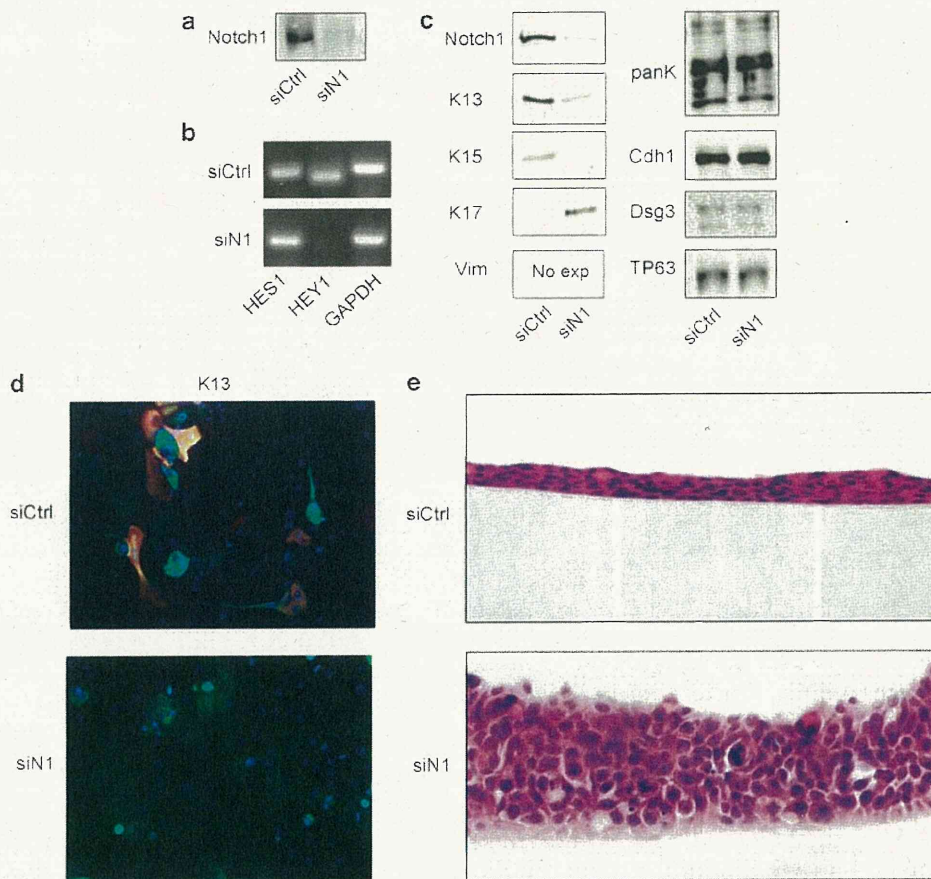 a
Notch1
siCtrl
siN1
b
siCtrl
siN1
HES1
HEY1
GAPDH
c
Notch1
K13
K15
K17
Vim
No exp
siCtrl
siN1
panK
Cdh1
Dsg3
TP63
siCtrl
siN1
d
K13
siCtrl
siN1
e
siCtrl
siN1